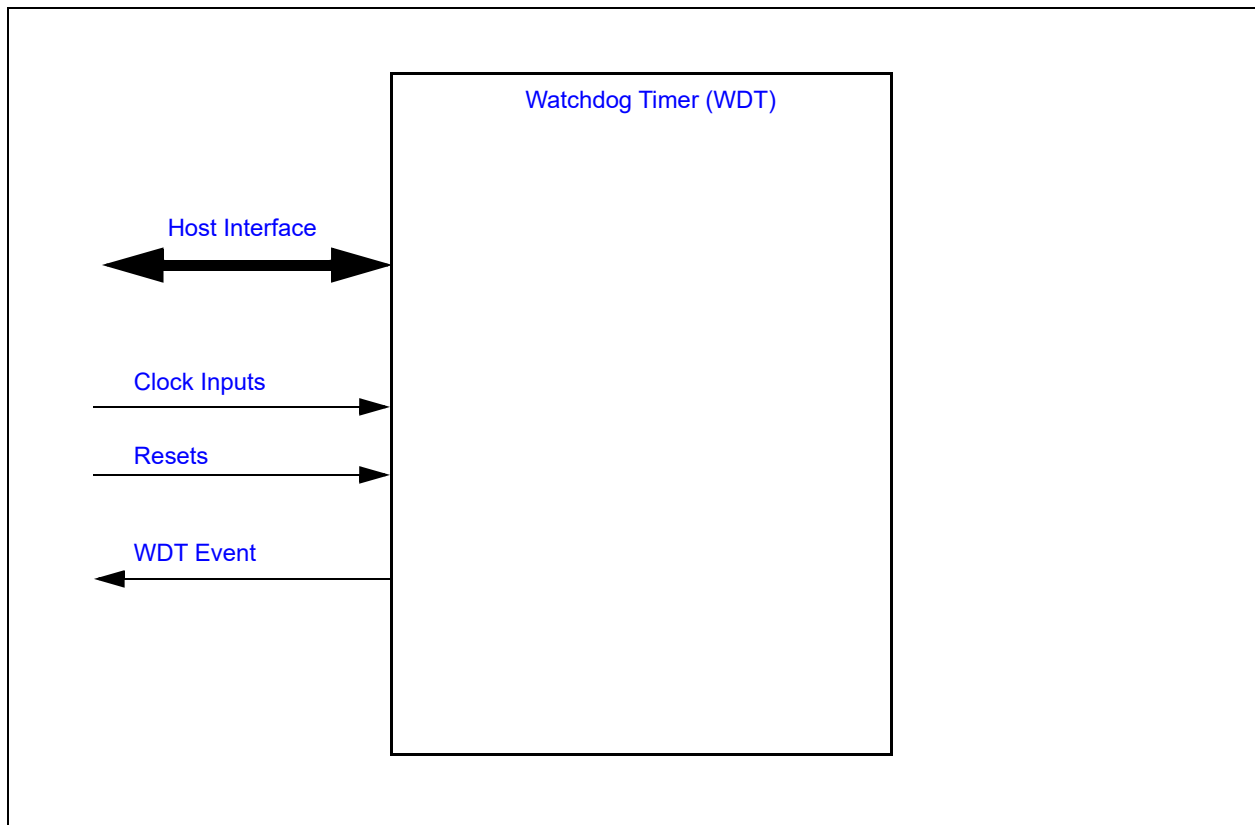 Watchdog Timer (WDT)
Host Interface
Clock Inputs
Resets
WDT Event